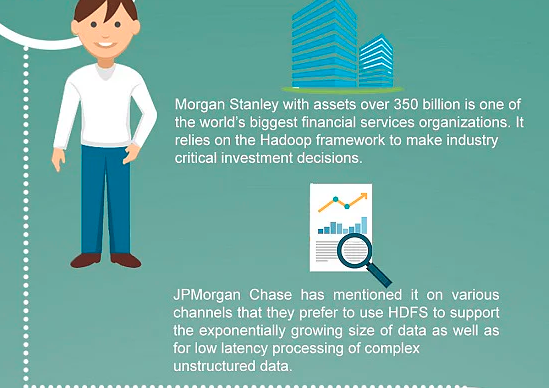 Morgan Stanley with assets over 350 billion is one of
the world's biggest financial services organizations. It
relies on the Hadoop framework to make industry
critical investment decisions.
JPMorgan Chase has mentioned it on various
channels that they prefer to use HDFS to support
the exponentially growing size of data as well as
for low latency processing of complex
unstructured data.